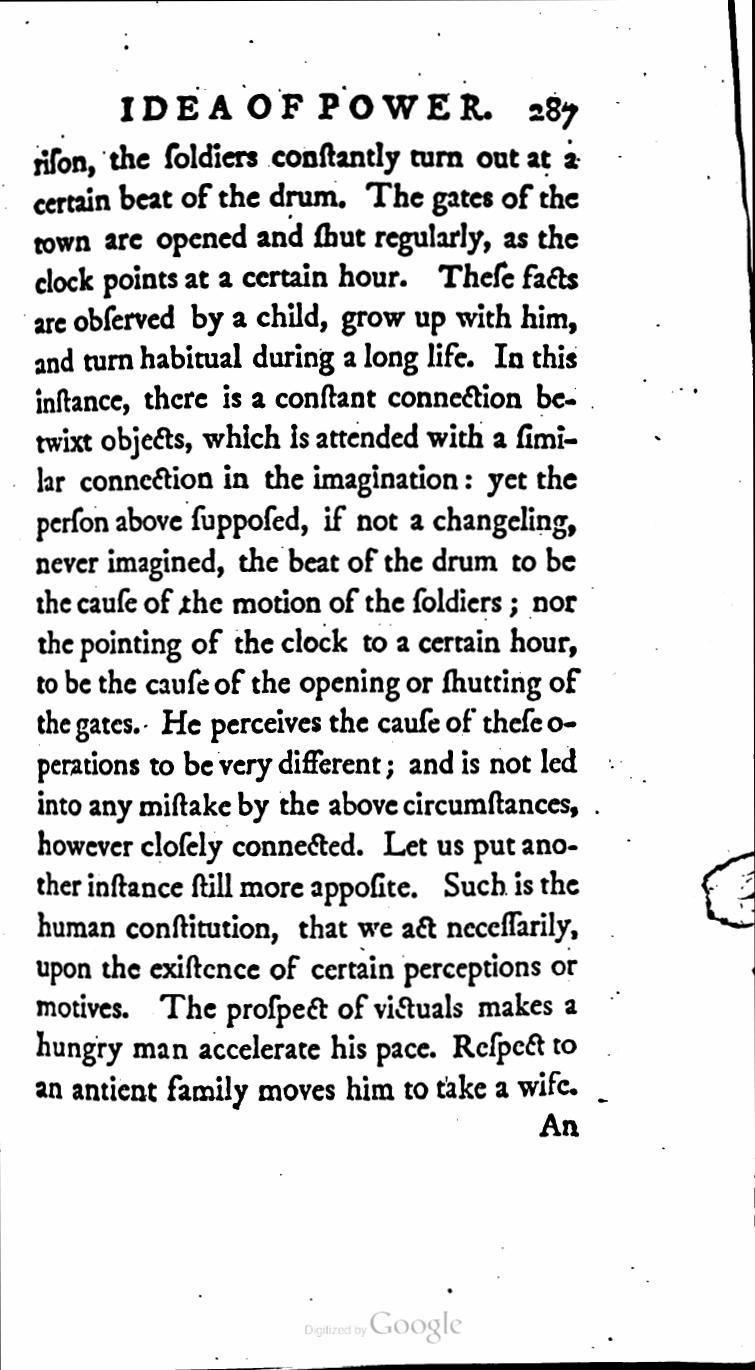 IDEA OF POWER. 287
riſon, the ſoldiers conſtantly turn out at a
certain beat of the drum. The gates of the
town are opened and ſhut regularly, as the
clock points at a certain hour. Theſe facts
are obſerved by a child, grow up with him,
and turn habitual during a long life. In this
inſtance, there is a conſtant connection be-
twixt objects, which is attended with a ſimi-
lar connection in the imagination: yet the
perſon above ſuppoſed, if not a changeling,
never imagined, the beat of the drum to be
the cauſe of the motion of the ſoldiers; nor
the pointing of the clock to a certain hour,
to be the cauſe of the opening or ſhutting of
the gates. He perceives the cauſe of theſe o-
perations to be very different; and is not led
into any miſtake by the above circumſtances,
however cloſely connected. Let us put ano-
ther inſtance ſtill more appoſite. Such is the
human conſtitution, that we act neceſſarily,
upon the exiſtence of certain perceptions or
motives. The proſpect of victuals makes a
hungry man accelerate his pace. Reſpect to
an antient family moves him to take a wife.
An
Digitized by Google